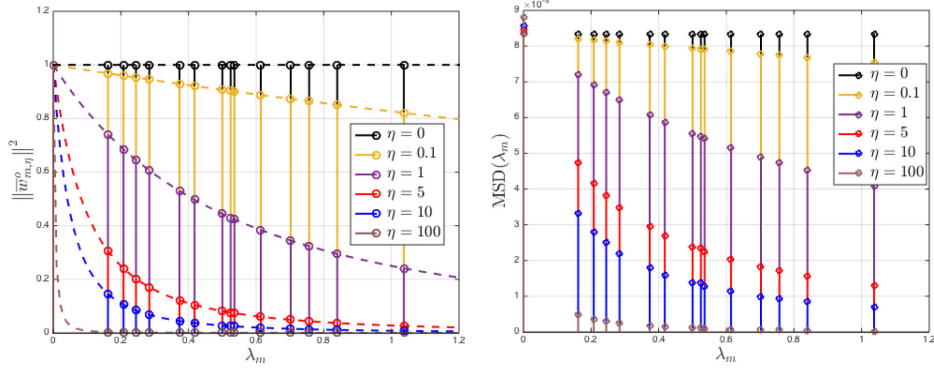 1.2
1
0.8
0.6
0.4
0.2
0
0 0.2 0.4 0.6 0.8 1 1.2
λ_m
‖w̄^o_{m,η}‖²
η = 0
η = 0.1
η = 1
η = 5
η = 10
η = 100
9
8
7
6
5
4
3
2
1
0
0 0.2 0.4 0.6 0.8 1 1.2
λ_m
MSD(λ_m)
η = 0
η = 0.1
η = 1
η = 5
η = 10
η = 100